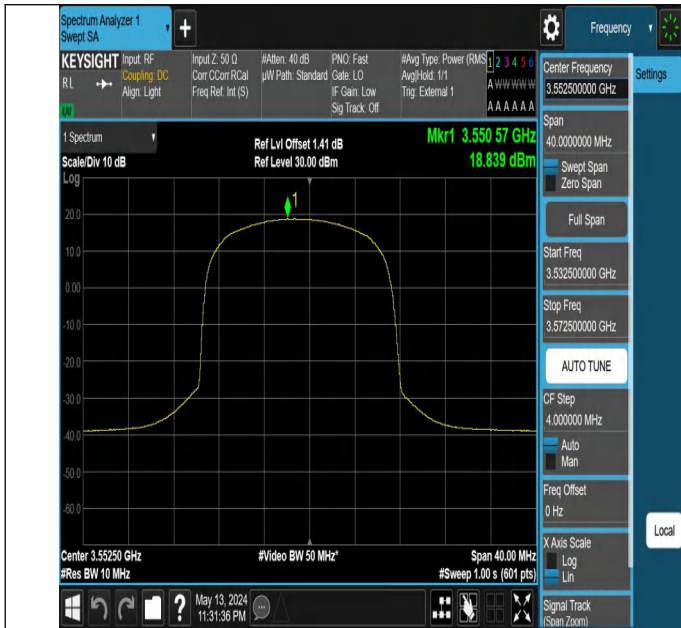 Spectrum Analyzer 1
Swept SA
+
Frequency
KEYSIGHT
RL
Input: RF
Coupling: DC
Align: Light
Input Z: 50 Ω
Corr CCorr RCal
Freq Ref: Int (S)
#Atten: 40 dB
µW Path: Standard
PNO: Fast
Gate: LO
IF Gain: Low
Sig Track: Off
#Avg Type: Power (RMS
Avg|Hold: 1/1
Trig: External 1
1 2 3 4 5 6
A W W W W W
A A A A A A
1 Spectrum
Scale/Div 10 dB
Log
Ref Lvl Offset 1.41 dB
Ref Level 30.00 dBm
Mkr1 3.550 57 GHz
18.839 dBm
1
20.0
10.0
0.00
-10.0
-20.0
-30.0
-40.0
-50.0
-60.0
Center 3.55250 GHz
#Res BW 10 MHz
#Video BW 50 MHz*
Span 40.00 MHz
#Sweep 1.00 s (601 pts)
?
May 13, 2024
11:31:36 PM
Center Frequency
3.552500000 GHz
Settings
Span
40.0000000 MHz
Swept Span
Zero Span
Full Span
Start Freq
3.532500000 GHz
Stop Freq
3.572500000 GHz
AUTO TUNE
CF Step
4.000000 MHz
Auto
Man
Freq Offset
0 Hz
X Axis Scale
Log
Lin
Local
Signal Track
(Span Zoom)